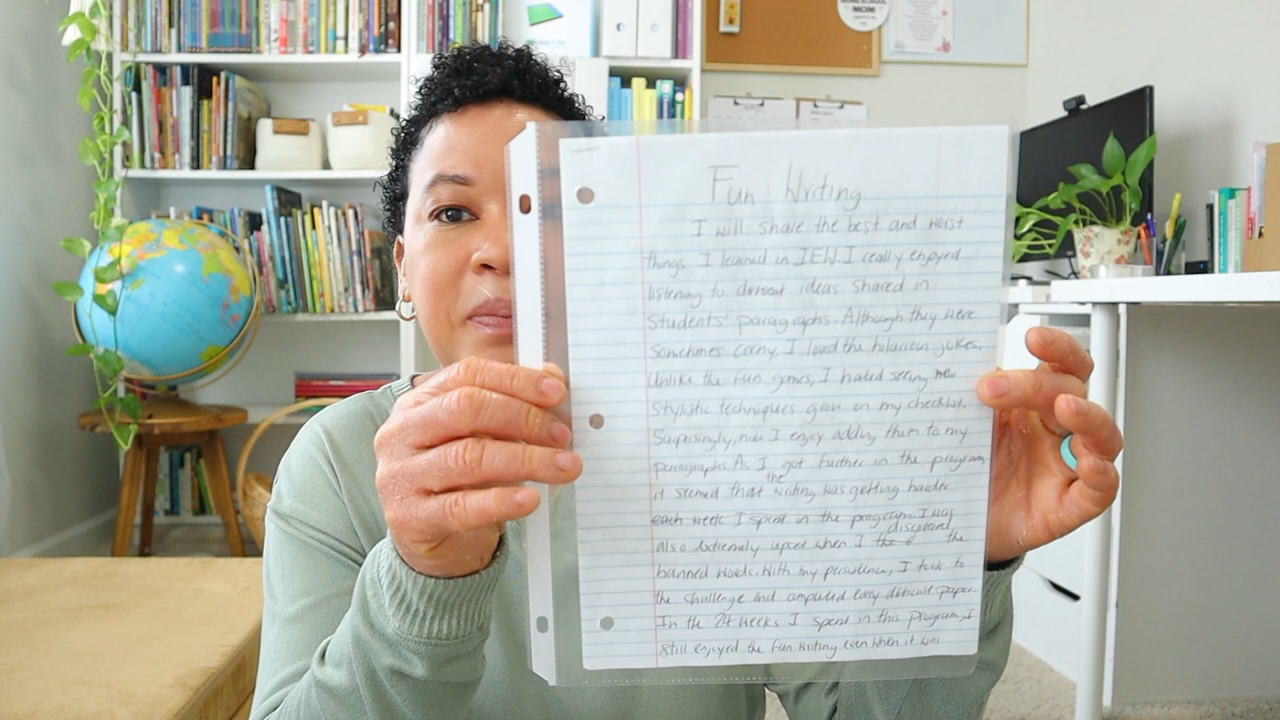 MOM
Fun Writing
I will share the best and worst
things I learned in IEW. I really enjoyed
listening to different ideas shared in
students' paragraphs. Although they were
sometimes corny, I loved the hilarious jokes.
Unlike the fun games, I hated seeing new
stylistic techniques grow on my checklist.
Surprisingly, now I enjoy adding them to my
paragraphs. As I got further in the program,
the
it seemed that writing was getting harder
each week I spent in the program. I was
discovered
also extremely upset when I the the
banned words. With my persistence, I took to
the challenge and completed every difficult paper.
In the 24 weeks I spent in this program, I
still enjoyed the fun writing even when it was